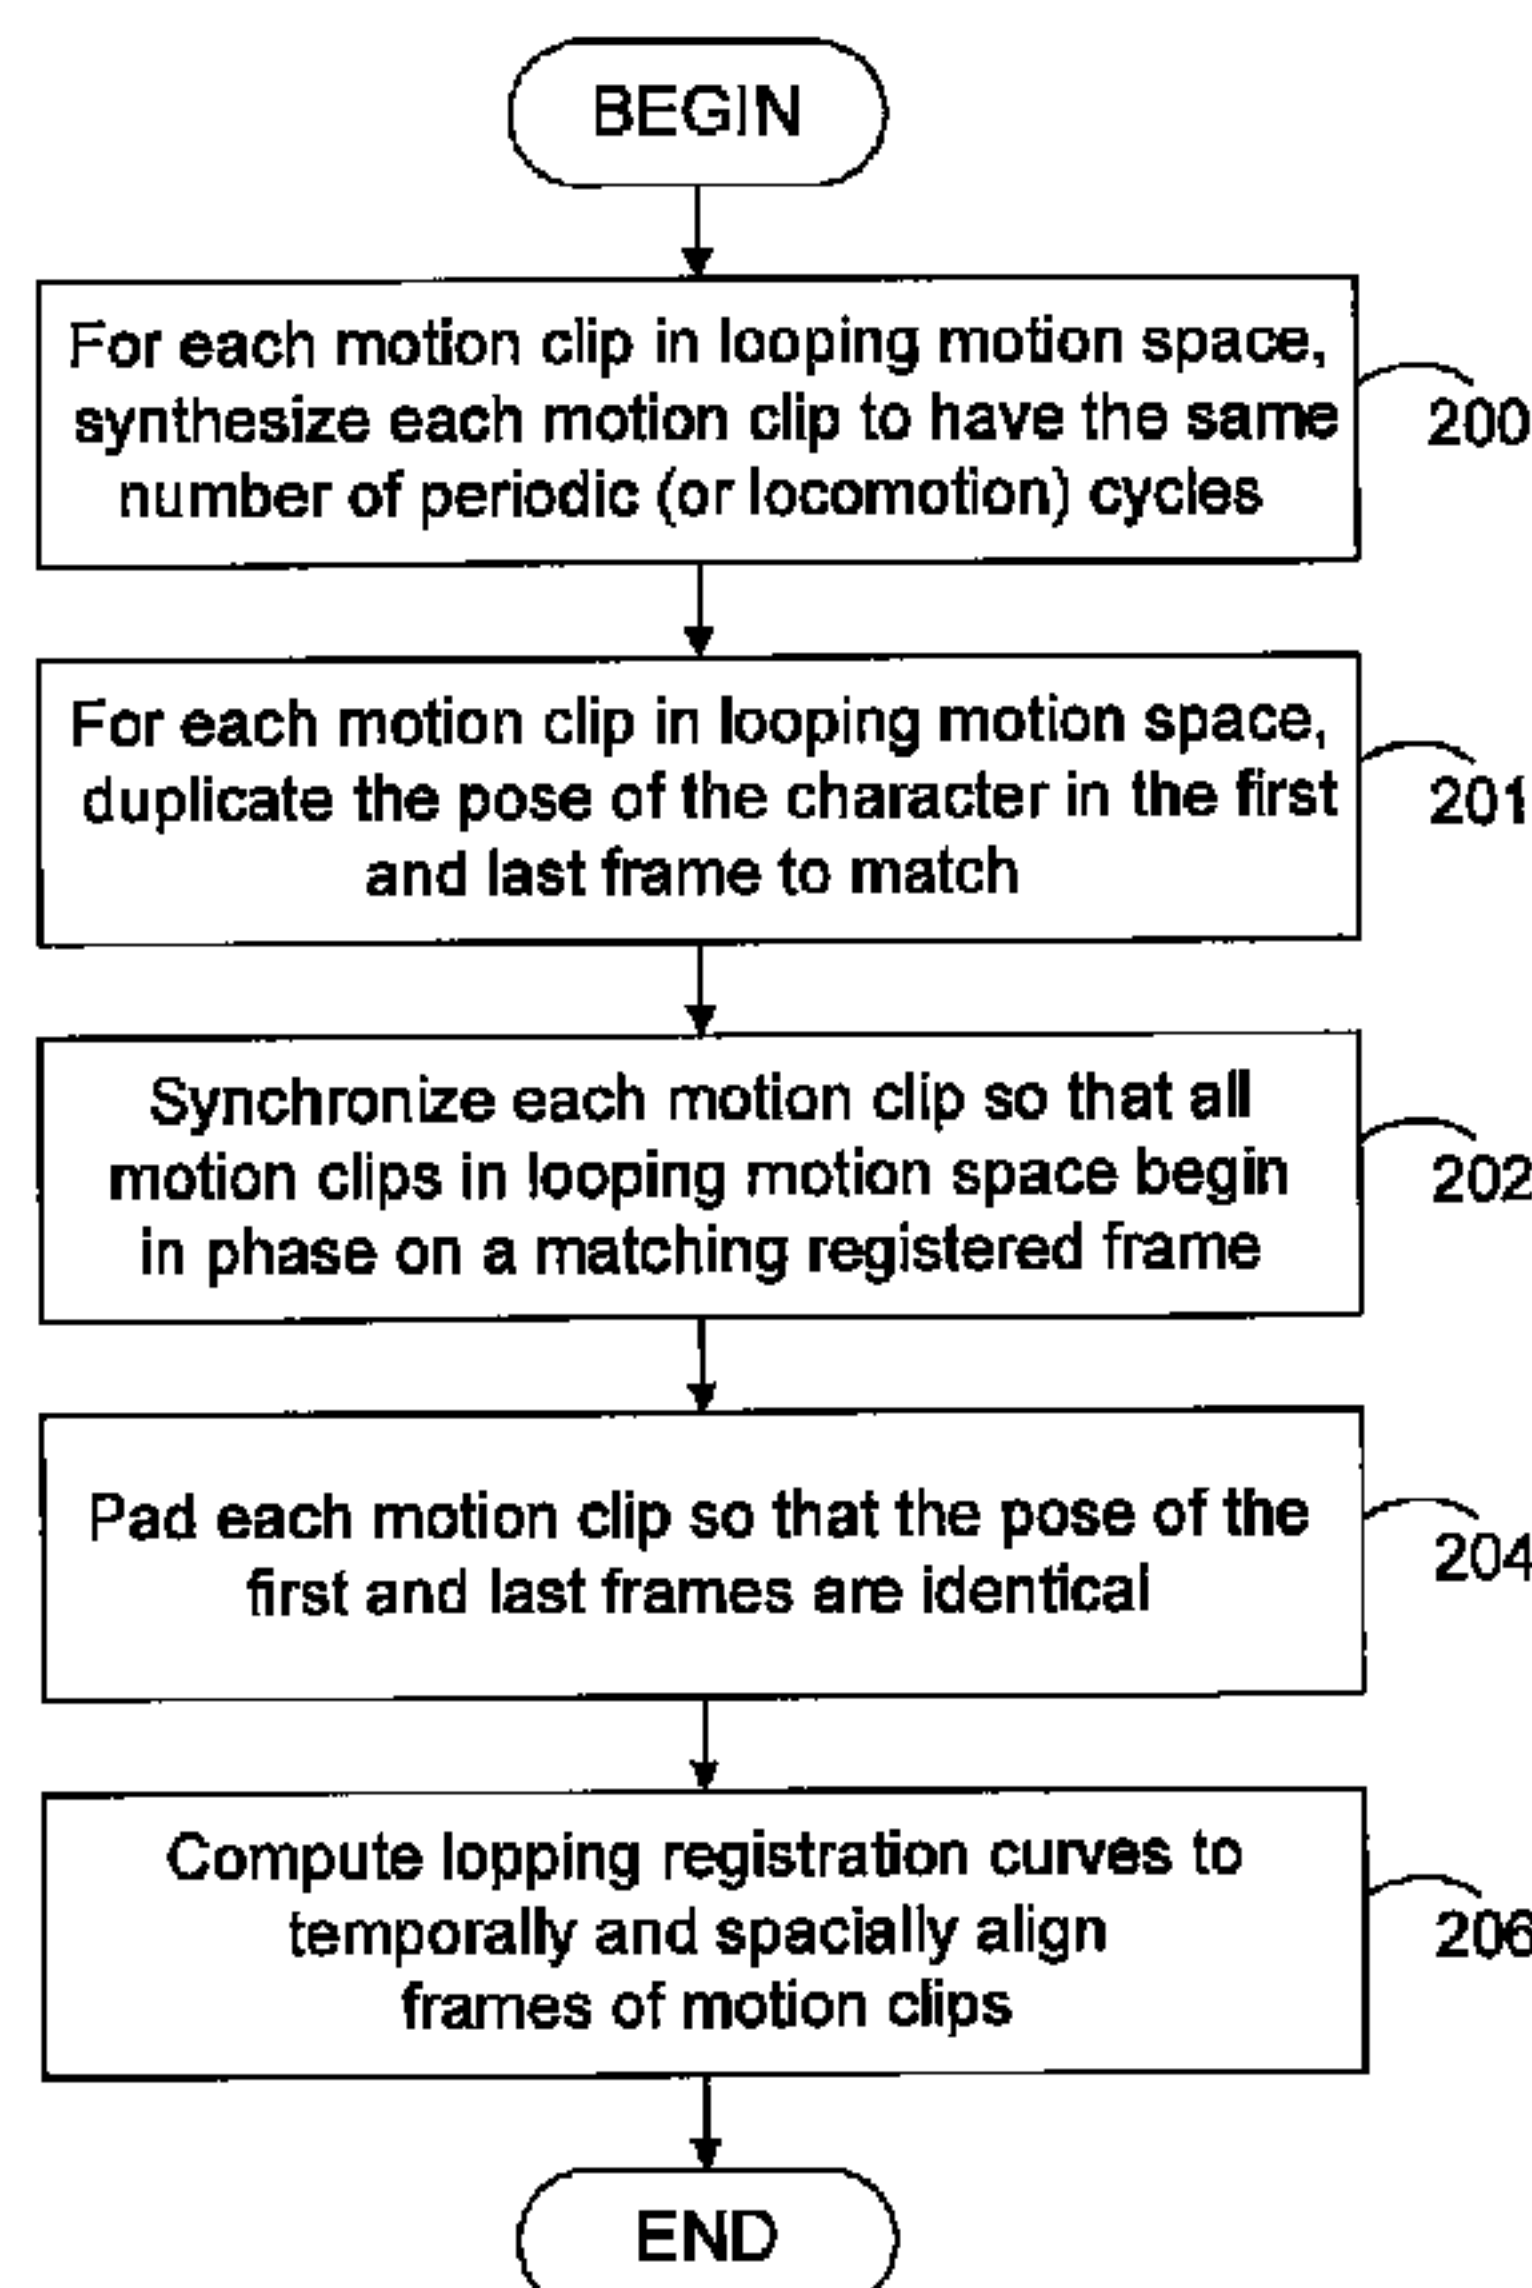 BEGIN
For each motion clip in looping motion space,
synthesize each motion clip to have the same
number of periodic (or locomotion) cycles
200
For each motion clip in looping motion space,
duplicate the pose of the character in the first
and last frame to match
201
Synchronize each motion clip so that all
motion clips in looping motion space begin
in phase on a matching registered frame
202
Pad each motion clip so that the pose of the
first and last frames are identical
204
Compute lopping registration curves to
temporally and spacially align
frames of motion clips
206
END